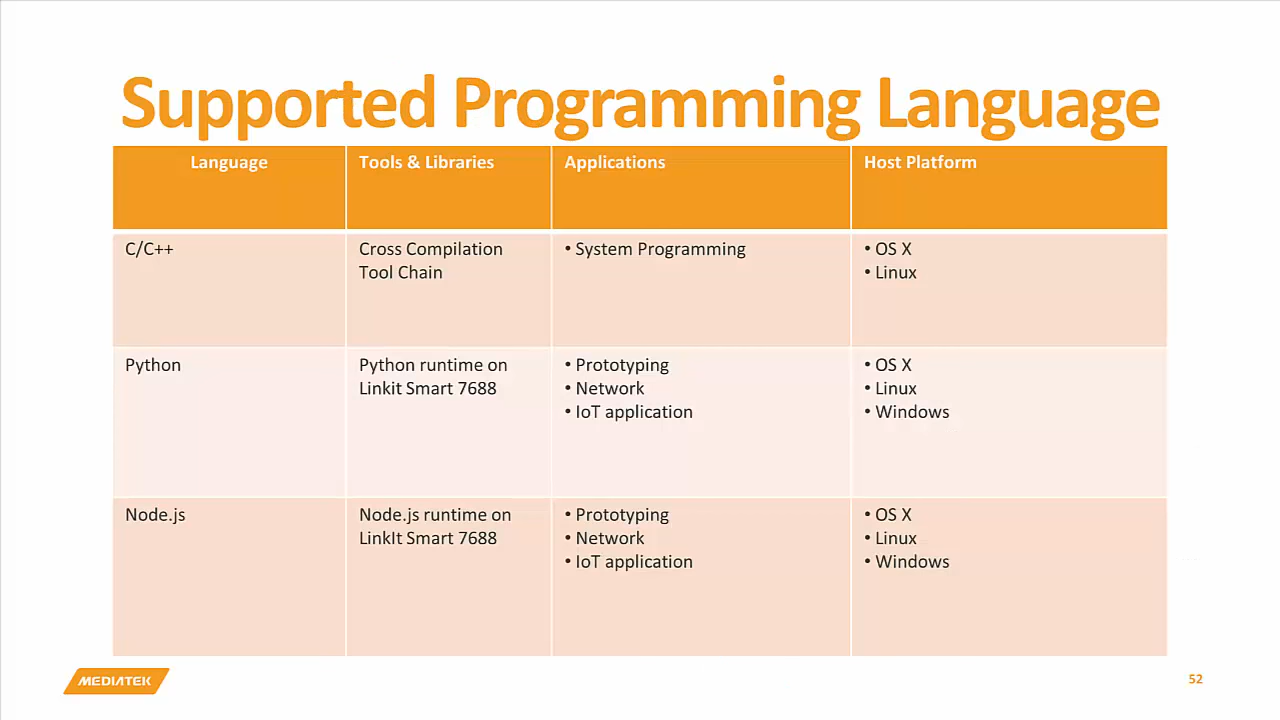 Supported Programming Language
Language
Tools & Libraries
Applications
Host Platform
C/C++
Cross Compilation
Tool Chain
• System Programming
• OS X
• Linux
Python
Python runtime on
Linkit Smart 7688
• Prototyping
• Network
• IoT application
• OS X
• Linux
• Windows
Node.js
Node.js runtime on
LinkIt Smart 7688
• Prototyping
• Network
• IoT application
• OS X
• Linux
• Windows
MEDIATEK
52